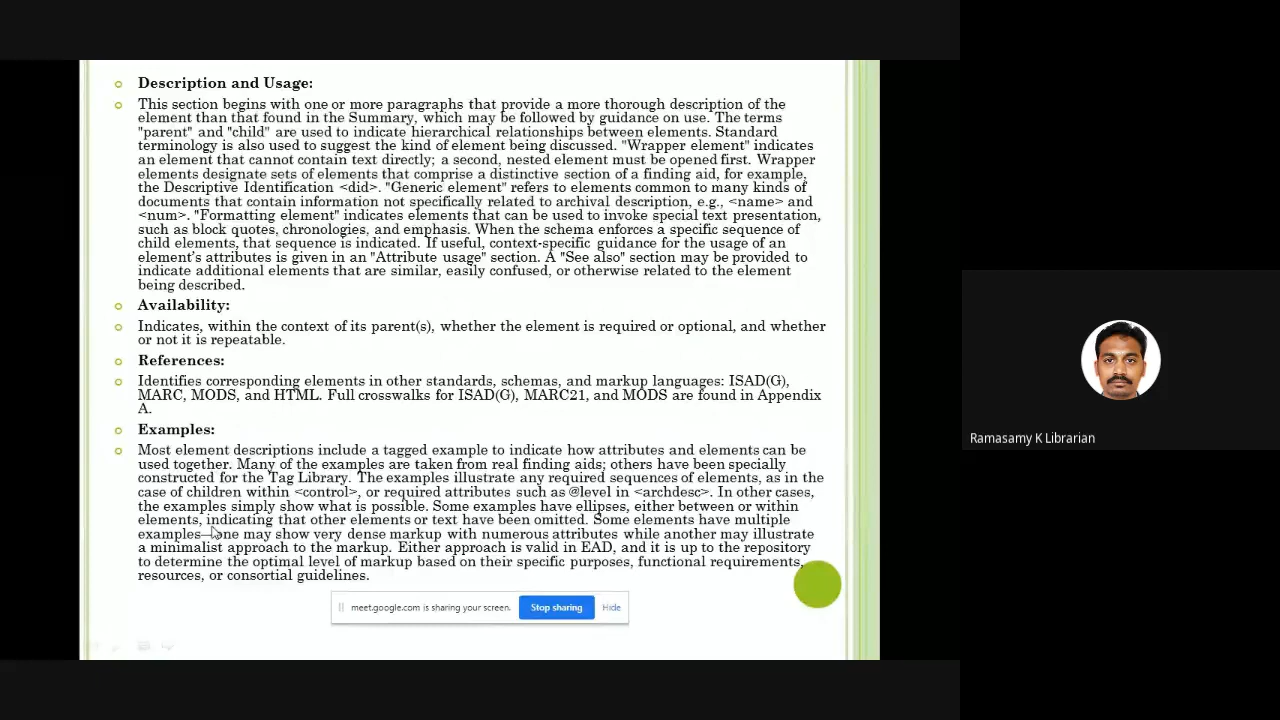 Description and Usage:
This section begins with one or more paragraphs that provide a more thorough description of the
element than that found in the Summary, which may be followed by guidance on use. The terms
"parent" and "child" are used to indicate hierarchical relationships between elements. Standard
terminology is also used to suggest the kind of element being discussed. "Wrapper element" indicates
an element that cannot contain text directly; a second, nested element must be opened first. Wrapper
elements designate sets of elements that comprise a distinctive section of a finding aid, for example,
the Descriptive Identification <did>. "Generic element" refers to elements common to many kinds of
documents that contain information not specifically related to archival description, e.g., <name> and
<num>. "Formatting element" indicates elements that can be used to invoke special text presentation,
such as block quotes, chronologies, and emphasis. When the schema enforces a specific sequence of
child elements, that sequence is indicated. If useful, context-specific guidance for the usage of an
element's attributes is given in an "Attribute usage" section. A "See also" section may be provided to
indicate additional elements that are similar, easily confused, or otherwise related to the element
being described.
Availability:
Indicates, within the context of its parent(s), whether the element is required or optional, and whether
or not it is repeatable.
References:
Identifies corresponding elements in other standards, schemas, and markup languages: ISAD(G),
MARC, MODS, and HTML. Full crosswalks for ISAD(G), MARC21, and MODS are found in Appendix
A.
Examples:
Most element descriptions include a tagged example to indicate how attributes and elements can be
used together. Many of the examples are taken from real finding aids; others have been specially
constructed for the Tag Library. The examples illustrate any required sequences of elements, as in the
case of children within <control>, or required attributes such as @level in <archdesc>. In other cases,
the examples simply show what is possible. Some examples have ellipses, either between or within
elements, indicating that other elements or text have been omitted. Some elements have multiple
examples—one may show very dense markup with numerous attributes while another may illustrate
a minimalist approach to the markup. Either approach is valid in EAD, and it is up to the repository
to determine the optimal level of markup based on their specific purposes, functional requirements,
resources, or consortial guidelines.
meet.google.com is sharing your screen. Stop sharing Hide
Ramasamy K Librarian